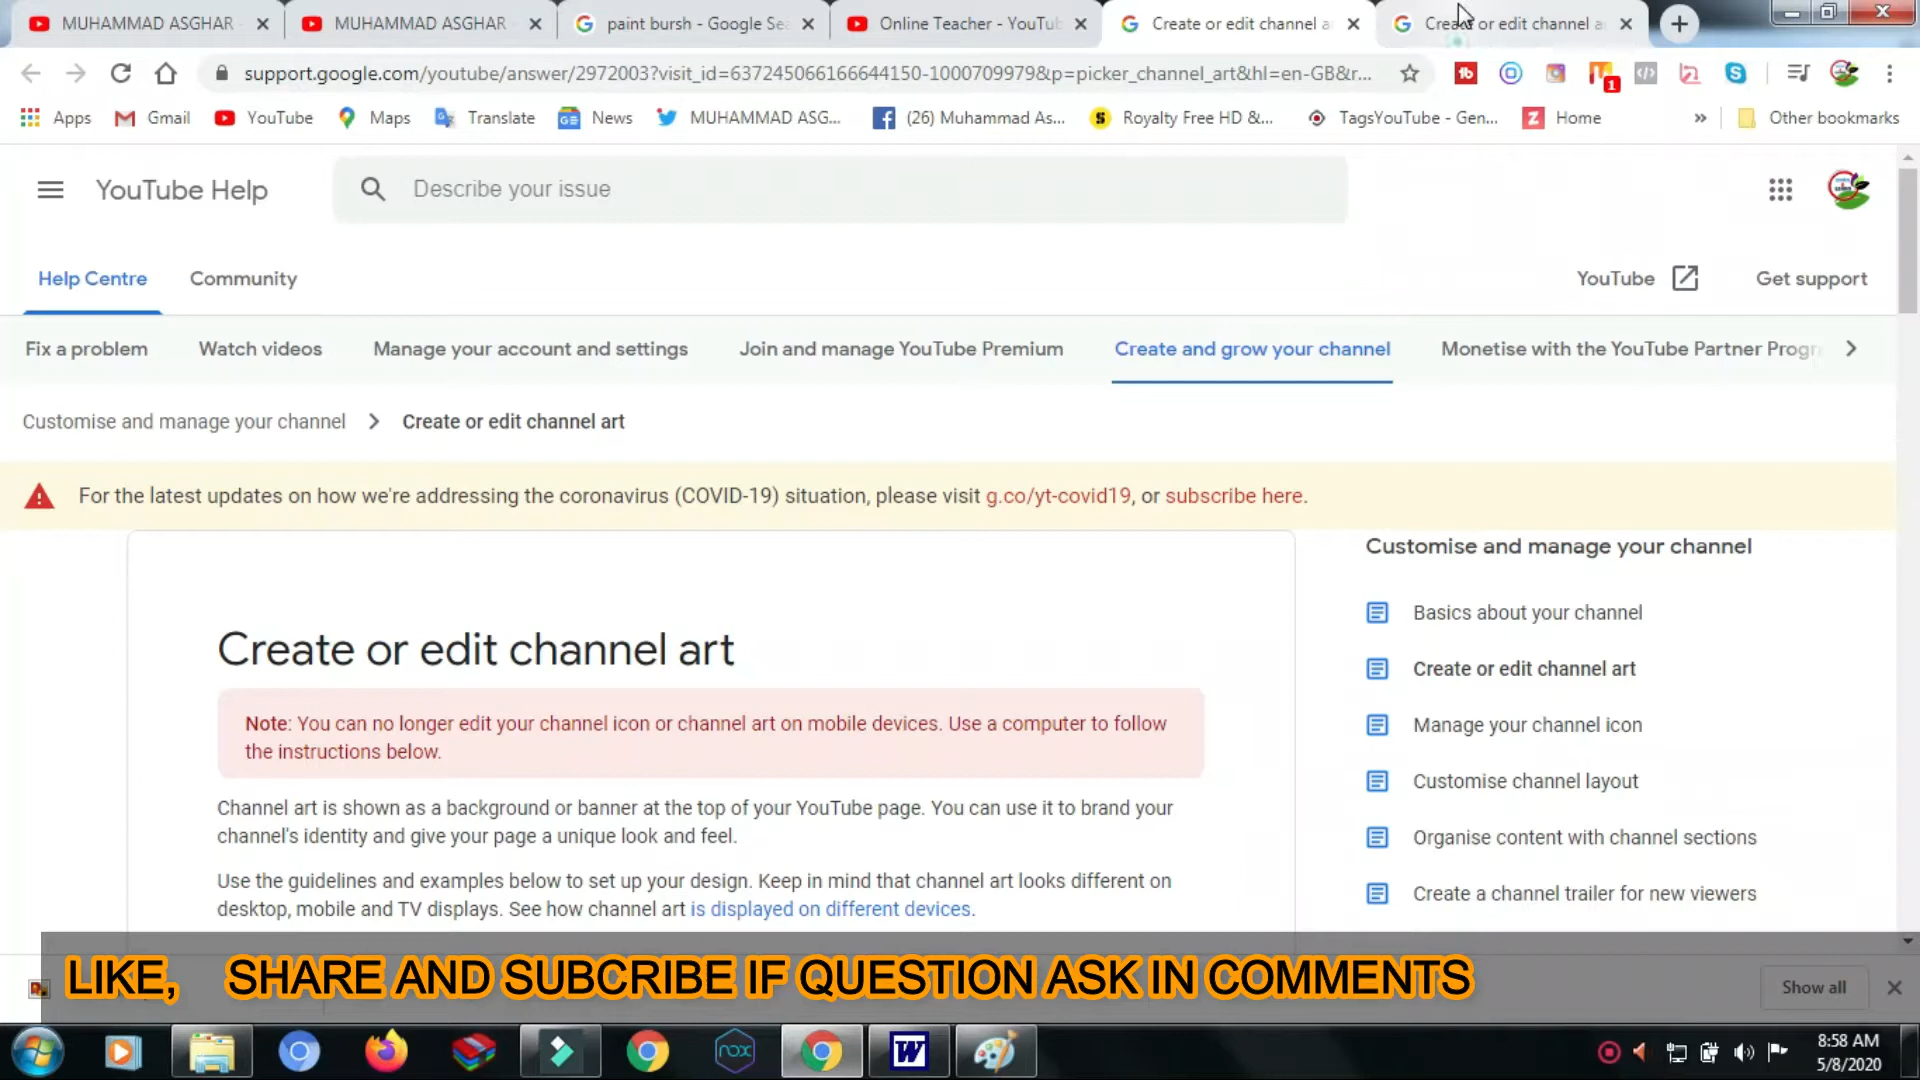 MUHAMMAD ASGHAR
MUHAMMAD ASGHAR
paint bursh - Google Sea
Online Teacher - YouTub
Create or edit channel a
Create or edit channel a
support.google.com/youtube/answer/2972003?visit_id=637245066166644150-1000709979&p=picker_channel_art&hl=en-GB&r...
1
Apps
Gmail
YouTube
Maps
Translate
News
MUHAMMAD ASG...
(26) Muhammad As...
Royalty Free HD &...
TagsYouTube - Gen...
Home
»
Other bookmarks
YouTube Help
Describe your issue
Help Centre
Community
YouTube
Get support
Fix a problem
Watch videos
Manage your account and settings
Join and manage YouTube Premium
Create and grow your channel
Monetise with the YouTube Partner Progr
Customise and manage your channel
Create or edit channel art
For the latest updates on how we're addressing the coronavirus (COVID-19) situation, please visit g.co/yt-covid19, or subscribe here.
Create or edit channel art
Note: You can no longer edit your channel icon or channel art on mobile devices. Use a computer to follow
the instructions below.
Channel art is shown as a background or banner at the top of your YouTube page. You can use it to brand your
channel's identity and give your page a unique look and feel.
Use the guidelines and examples below to set up your design. Keep in mind that channel art looks different on
desktop, mobile and TV displays. See how channel art is displayed on different devices.
Customise and manage your channel
Basics about your channel
Create or edit channel art
Manage your channel icon
Customise channel layout
Organise content with channel sections
Create a channel trailer for new viewers
LIKE, SHARE AND SUBCRIBE IF QUESTION ASK IN COMMENTS
Show all
nox
W
8:58 AM
5/8/2020